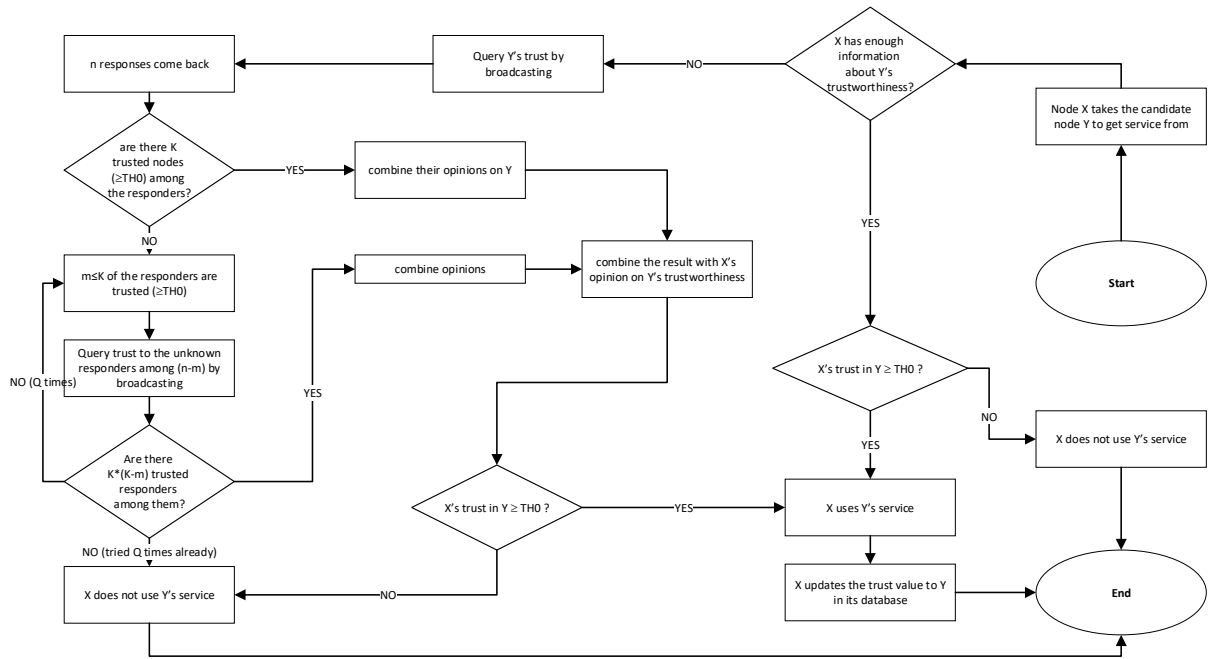 n responses come back
Query Y's trust by
broadcasting
NO
X has enough
information
about Y's
trustworthiness?
Node X takes the candidate
node Y to get service from
are there K
trusted nodes
(≥TH0) among
the responders?
YES
combine their opinions on Y
NO
YES
m≤K of the responders are
trusted (≥TH0)
combine opinions
combine the result with X's
opinion on Y's trustworthiness
Start
Query trust to the unknown
responders among (n-m) by
broadcasting
NO (Q times)
YES
X's trust in Y ≥ TH0 ?
NO
X does not use Y's service
YES
Are there
K*(K-m) trusted
responders
among them?
X's trust in Y ≥ TH0 ?
YES
X uses Y's service
NO (tried Q times already)
X does not use Y's service
NO
X updates the trust value to Y
in its database
End